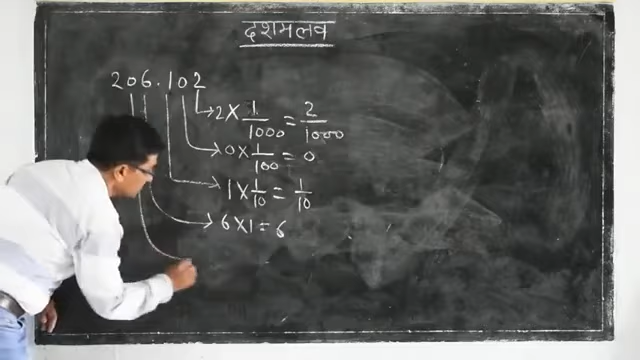 दशमलव
206.102
2 × 1/1000 = 2/1000
0 × 1/100 = 0
1 × 1/10 = 1/10
6 × 1 = 6